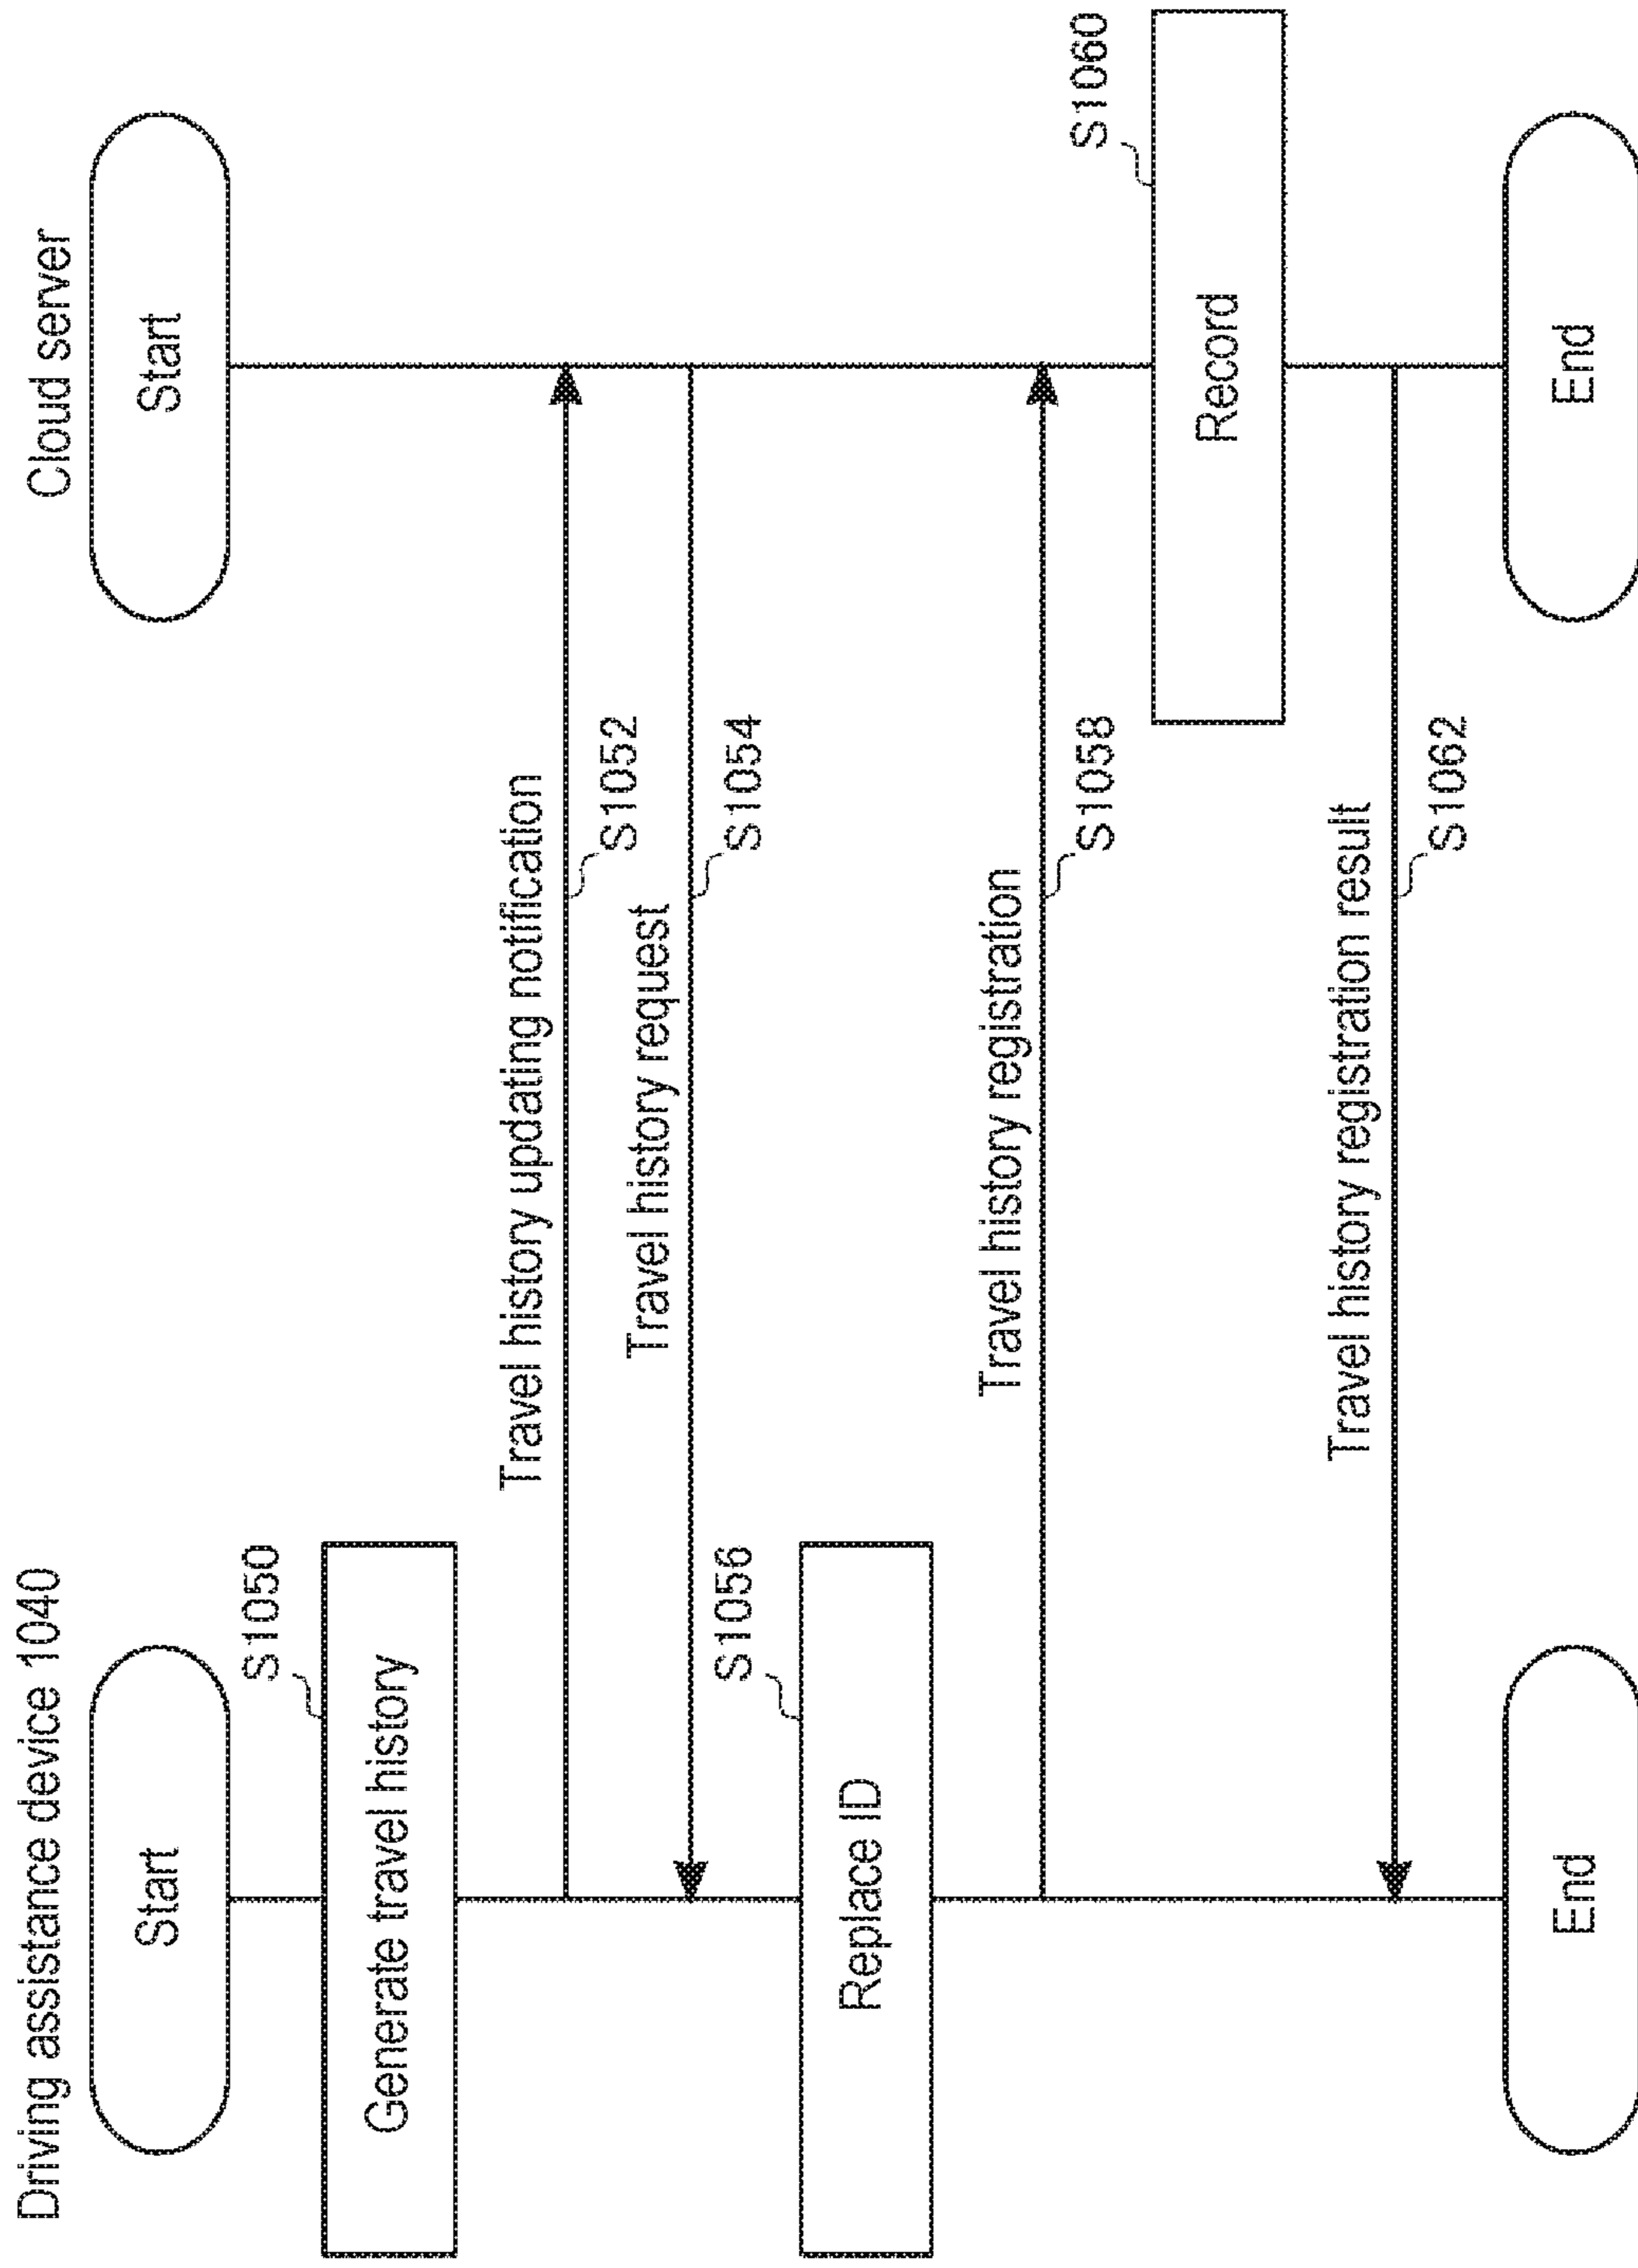 Driving assistance device 1040
Cloud server
Start
Start
S1050
Generate travel history
Travel history updating notification
S1052
Travel history request
S1054
S1056
Replace ID
Travel history registration
S1058
S1060
Record
Travel history registration result
S1062
End
End